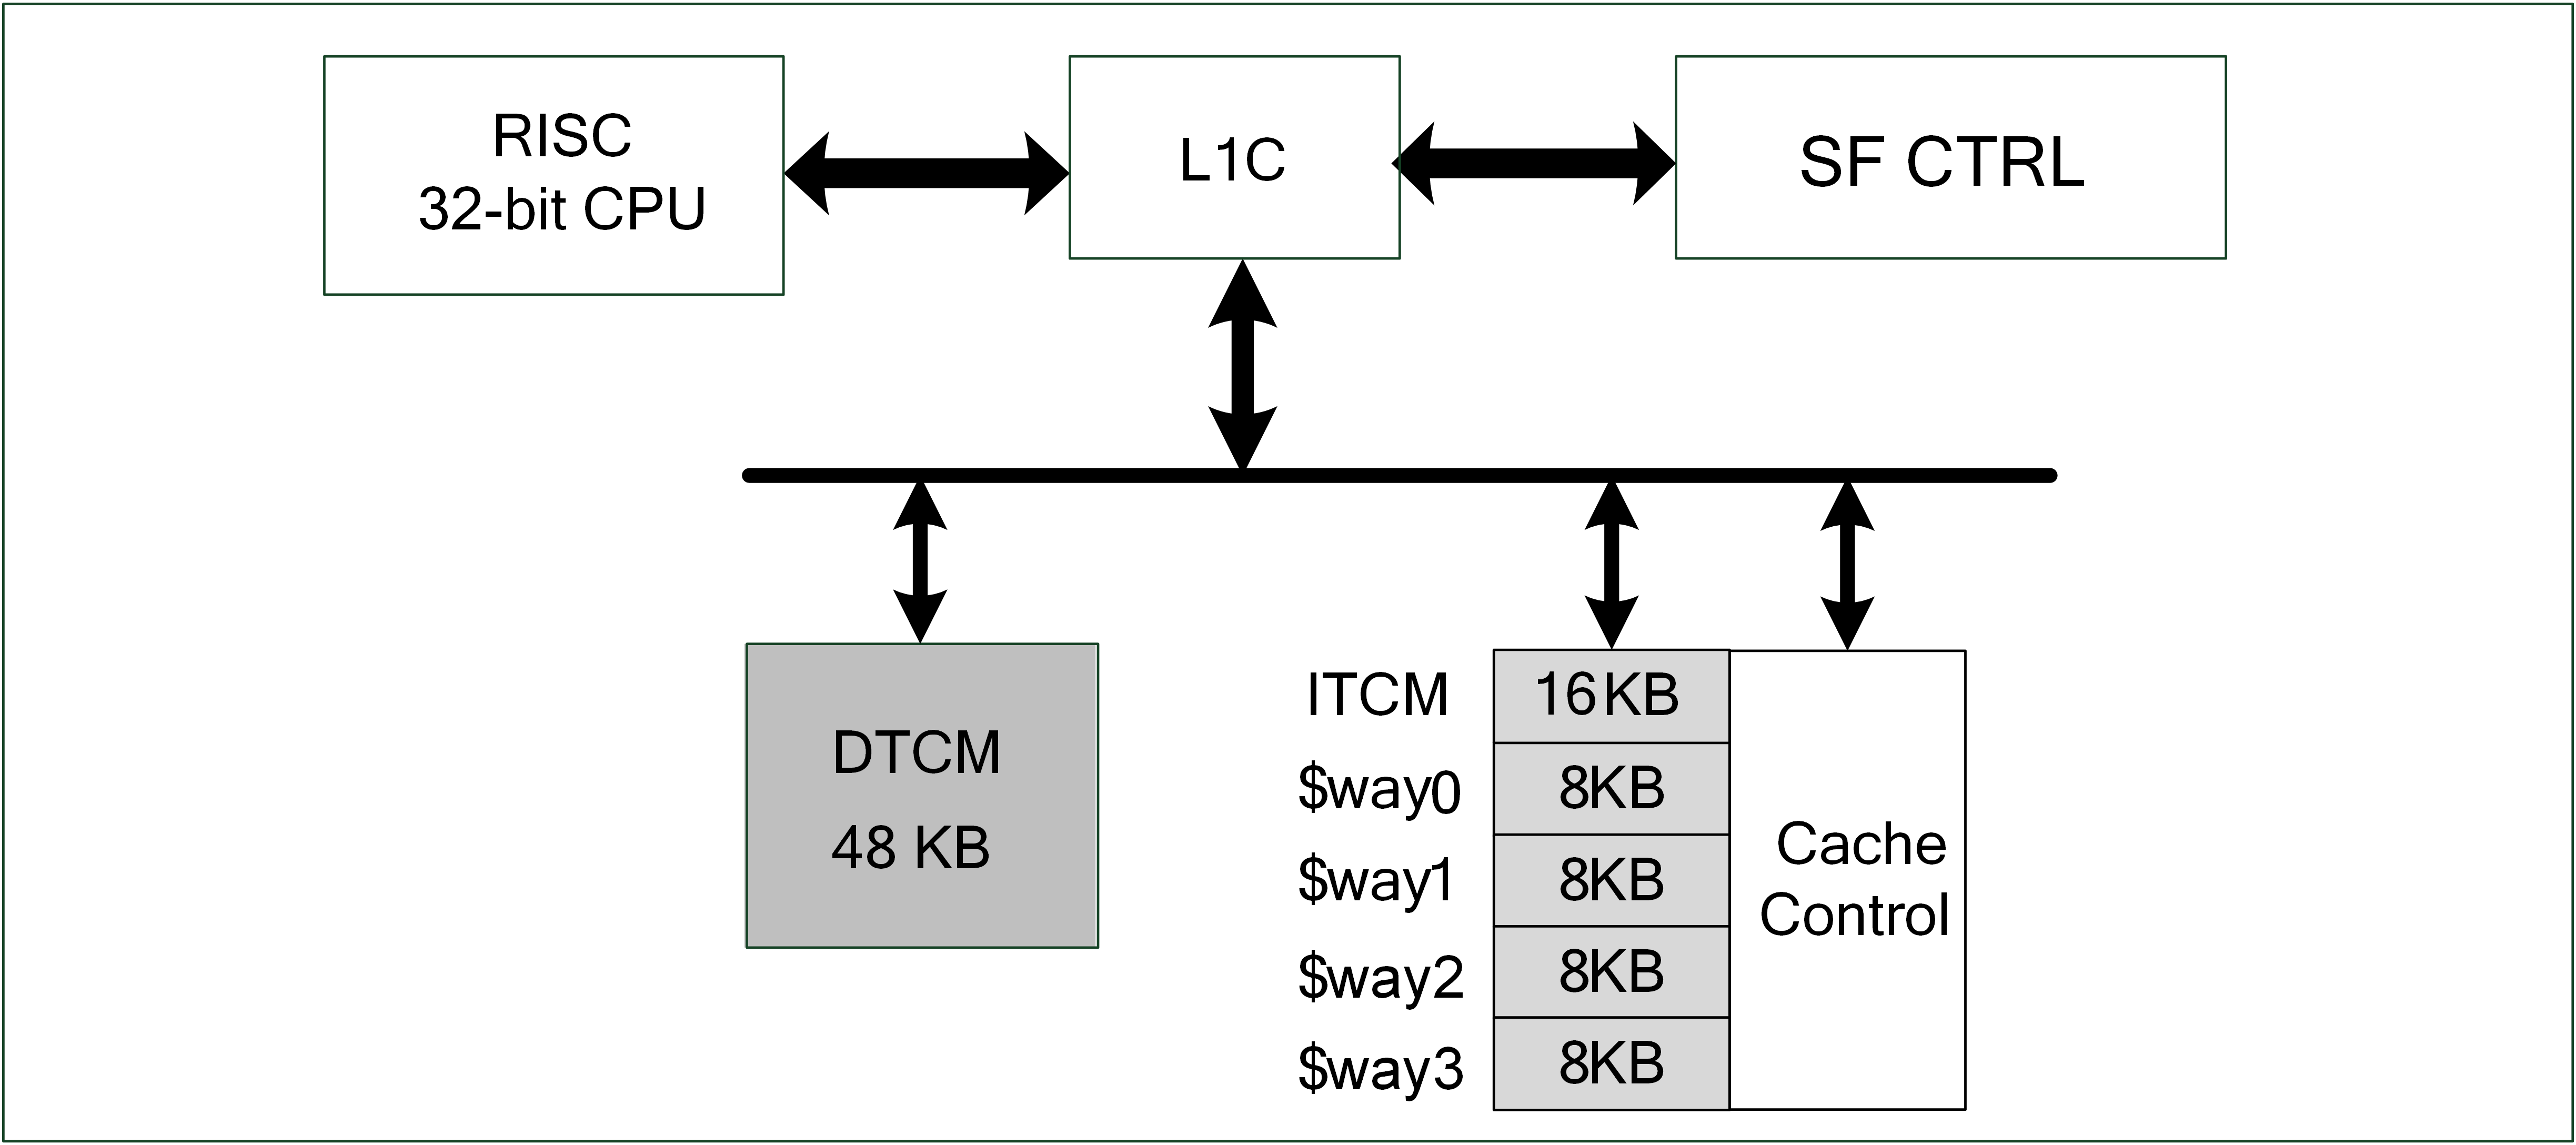 RISC
32-bit CPU
L1C
SF CTRL
DTCM
48 KB
ITCM 16KB
$way0 8KB
$way1 8KB
$way2 8KB
$way3 8KB
Cache
Control